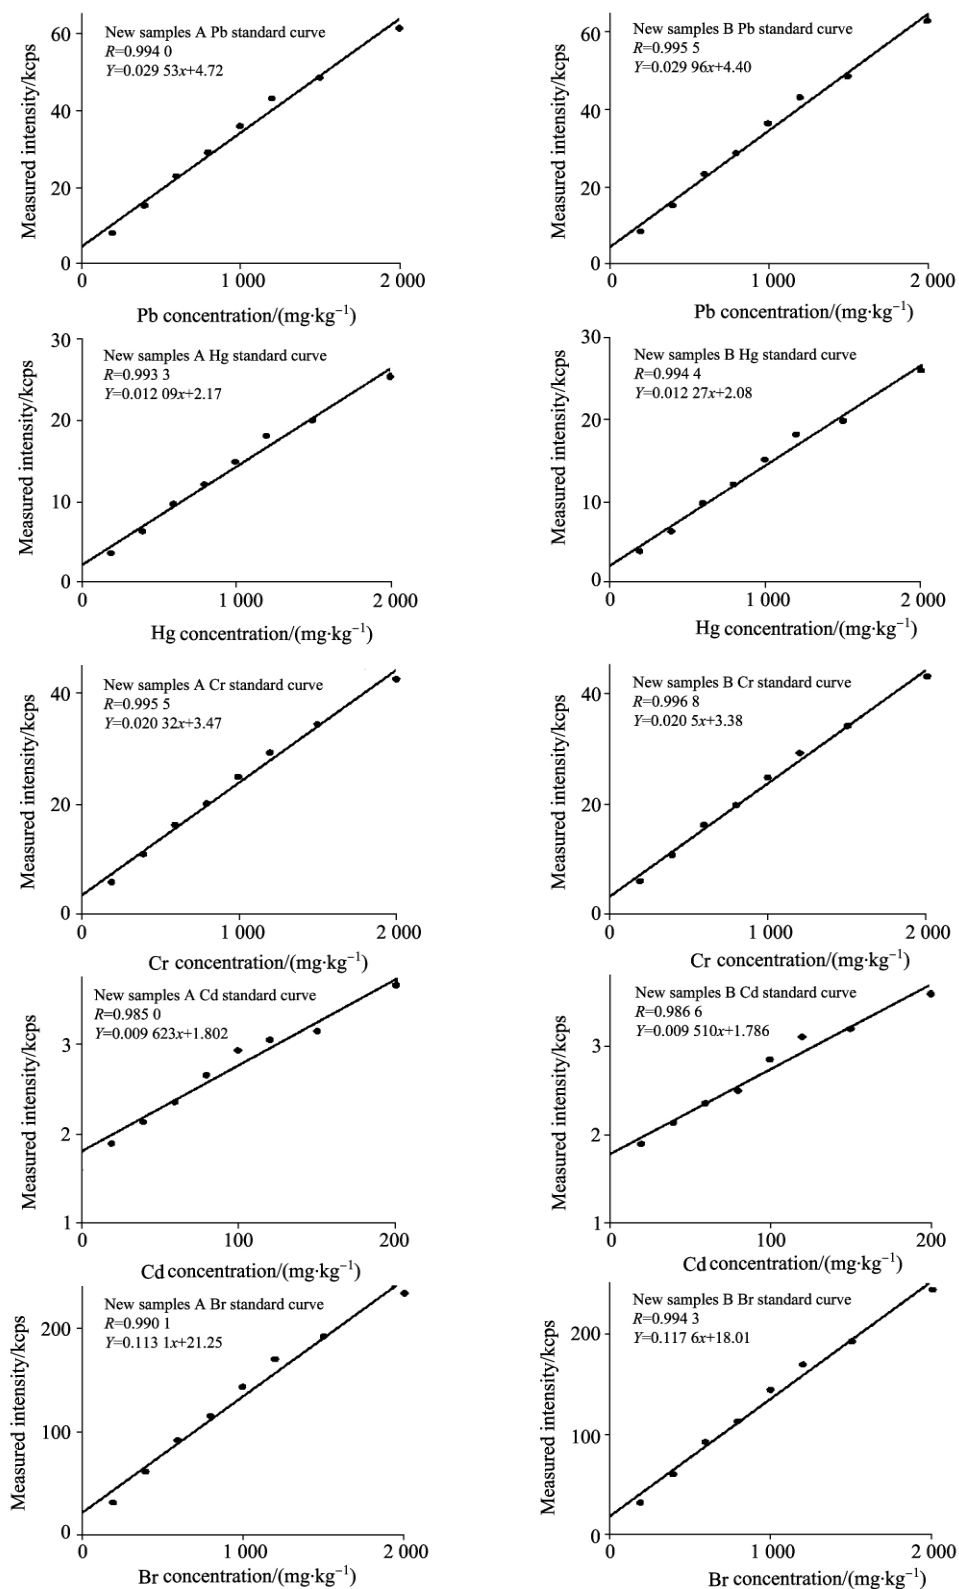 60
40
20
0
Measured intensity/kcps
New samples A Pb standard curve
R=0.994 0
Y=0.029 53x+4.72
0 1 000 2 000
Pb concentration/(mg·kg⁻¹)
60
40
20
0
Measured intensity/kcps
New samples B Pb standard curve
R=0.995 5
Y=0.029 96x+4.40
0 1 000 2 000
Pb concentration/(mg·kg⁻¹)
30
20
10
0
Measured intensity/kcps
New samples A Hg standard curve
R=0.993 3
Y=0.012 09x+2.17
0 1 000 2 000
Hg concentration/(mg·kg⁻¹)
30
20
10
0
Measured intensity/kcps
New samples B Hg standard curve
R=0.994 4
Y=0.012 27x+2.08
0 1 000 2 000
Hg concentration/(mg·kg⁻¹)
40
20
0
Measured intensity/kcps
New samples A Cr standard curve
R=0.995 5
Y=0.020 32x+3.47
0 1 000 2 000
Cr concentration/(mg·kg⁻¹)
40
20
0
Measured intensity/kcps
New samples B Cr standard curve
R=0.996 8
Y=0.020 5x+3.38
0 1 000 2 000
Cr concentration/(mg·kg⁻¹)
3
2
1
Measured intensity/kcps
New samples A Cd standard curve
R=0.985 0
Y=0.009 623x+1.802
0 100 200
Cd concentration/(mg·kg⁻¹)
3
2
1
Measured intensity/kcps
New samples B Cd standard curve
R=0.986 6
Y=0.009 510x+1.786
0 100 200
Cd concentration/(mg·kg⁻¹)
200
100
0
Measured intensity/kcps
New samples A Br standard curve
R=0.990 1
Y=0.113 1x+21.25
0 1 000 2 000
Br concentration/(mg·kg⁻¹)
200
100
0
Measured intensity/kcps
New samples B Br standard curve
R=0.994 3
Y=0.117 6x+18.01
0 1 000 2 000
Br concentration/(mg·kg⁻¹)